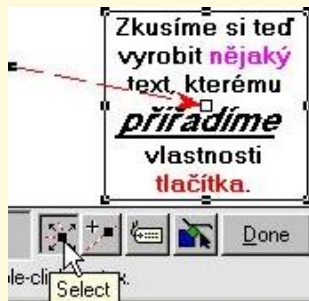 Zkusíme si teď
vyrobit nějaký
text, kterému
přiřadíme
vlastnosti
tlačítka.
Done
Select